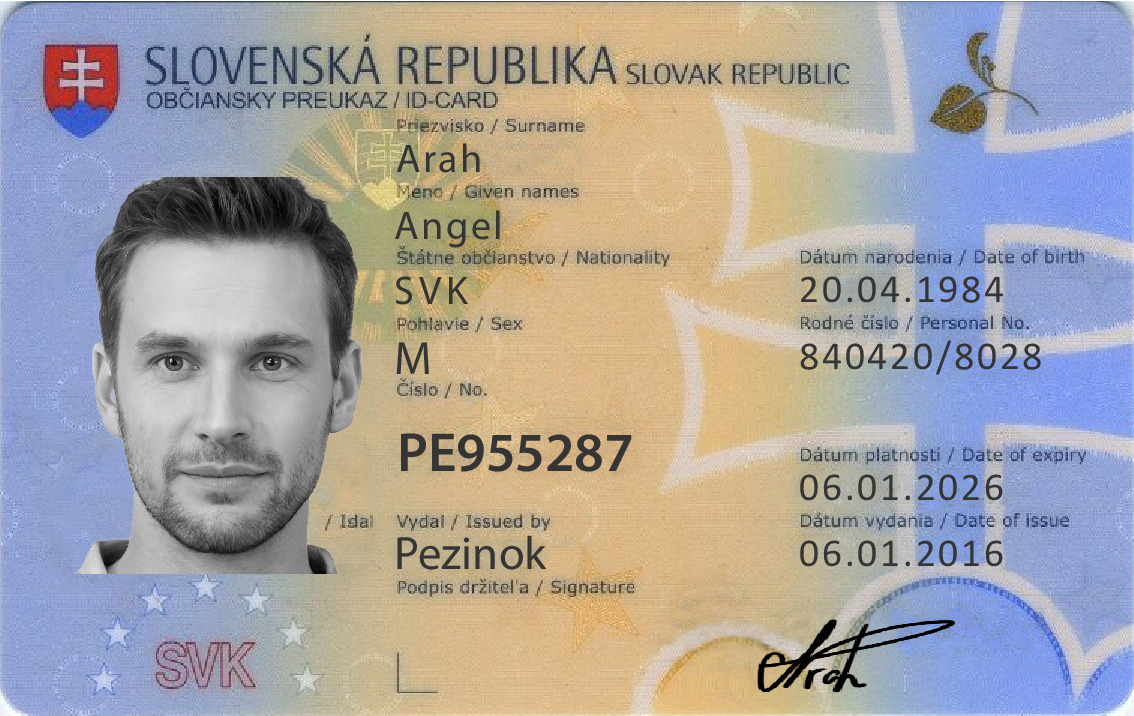 SLOVENSKÁ REPUBLIKA SLOVAK REPUBLIC
OBČIANSKY PREUKAZ / ID-CARD
Priezvisko / Surname
Arah
Meno / Given names
Angel
Štátne občianstvo / Nationality
SVK
Pohlavie / Sex
M
Číslo / No.
PE955287
Dátum narodenia / Date of birth
20.04.1984
Rodné číslo / Personal No.
840420/8028
Dátum platnosti / Date of expiry
06.01.2026
Dátum vydania / Date of issue
06.01.2016
/ Idal Vydal / Issued by
Pezinok
Podpis držiteľa / Signature
Arah
SVK